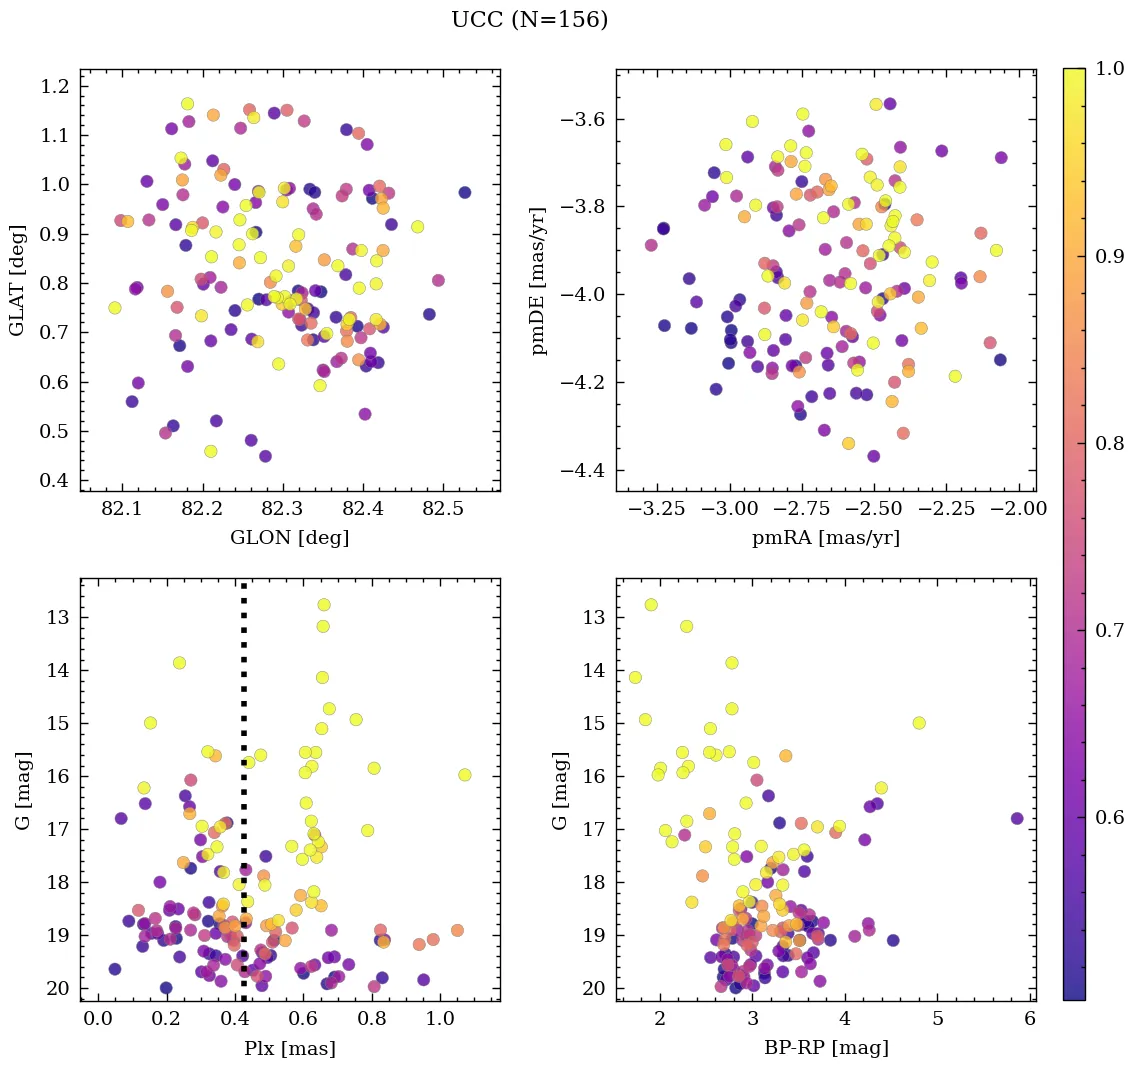 UCC (N=156)
1.2
1.1
1.0
0.9
0.8
0.7
0.6
0.5
0.4
GLAT [deg]
82.1 82.2 82.3 82.4 82.5
GLON [deg]
−3.6
−3.8
−4.0
−4.2
−4.4
pmDE [mas/yr]
−3.25 −3.00 −2.75 −2.50 −2.25 −2.00
pmRA [mas/yr]
13
14
15
16
17
18
19
20
G [mag]
0.0 0.2 0.4 0.6 0.8 1.0
Plx [mas]
13
14
15
16
17
18
19
20
G [mag]
2 3 4 5 6
BP-RP [mag]
1.0
0.9
0.8
0.7
0.6